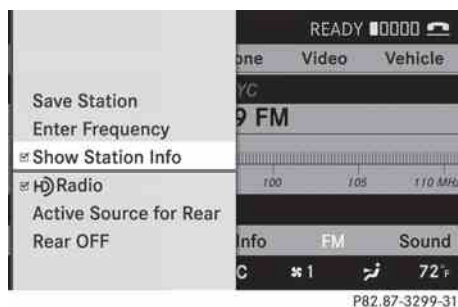 READY
one Video Vehicle
YC
Save Station
9 FM
Enter Frequency
Show Station Info
HD Radio
100 105 110 MHz
Active Source for Rear
Rear OFF
Info FM Sound
C 1 72°F
P82.87-3299-31